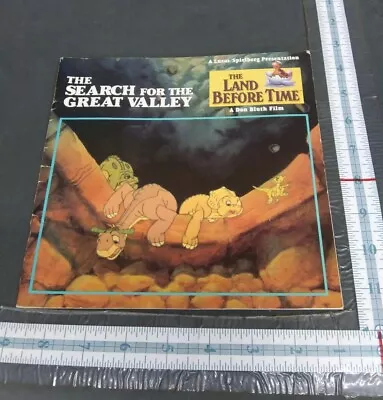 A Lucas/Spielberg Presentation
THE
LAND
BEFORE TIME
A Don Bluth Film
THE
SEARCH FOR THE
GREAT VALLEY